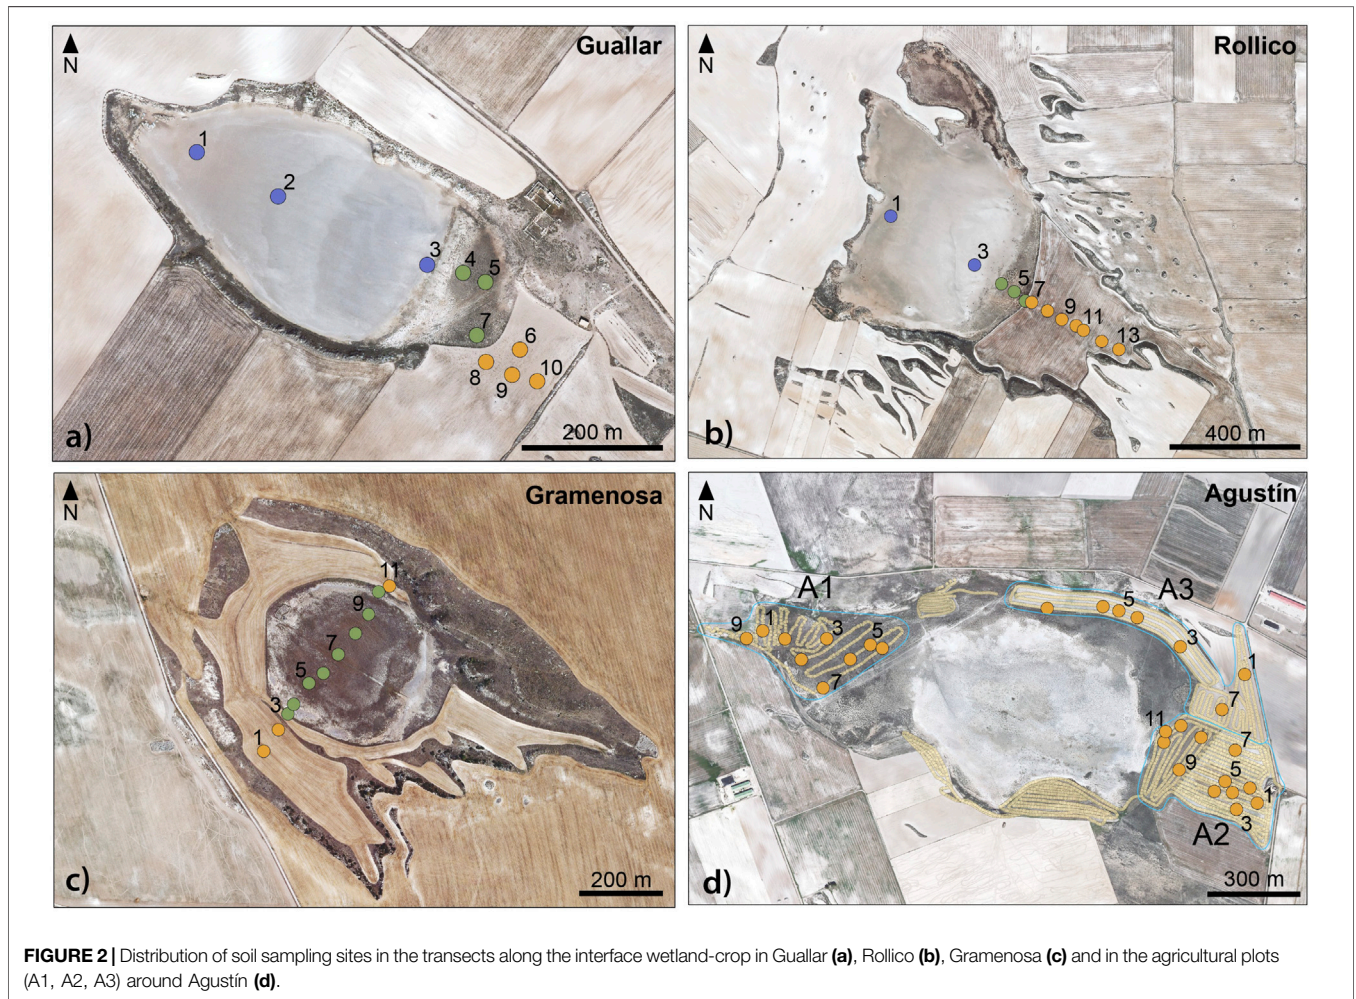 Guallar
N
1
2
3
4
5
7
6
8
9
10
a)
200 m
Rollico
N
1
3
5
7
9
11
13
b)
400 m
Gramenosa
N
11
9
7
5
3
1
c)
200 m
Agustín
N
A1
A3
9
1
3
5
7
5
3
1
7
11
7
9
5
1
3
A2
d)
300 m
FIGURE 2 | Distribution of soil sampling sites in the transects along the interface wetland-crop in Guallar (a), Rollico (b), Gramenosa (c) and in the agricultural plots
(A1, A2, A3) around Agustín (d).